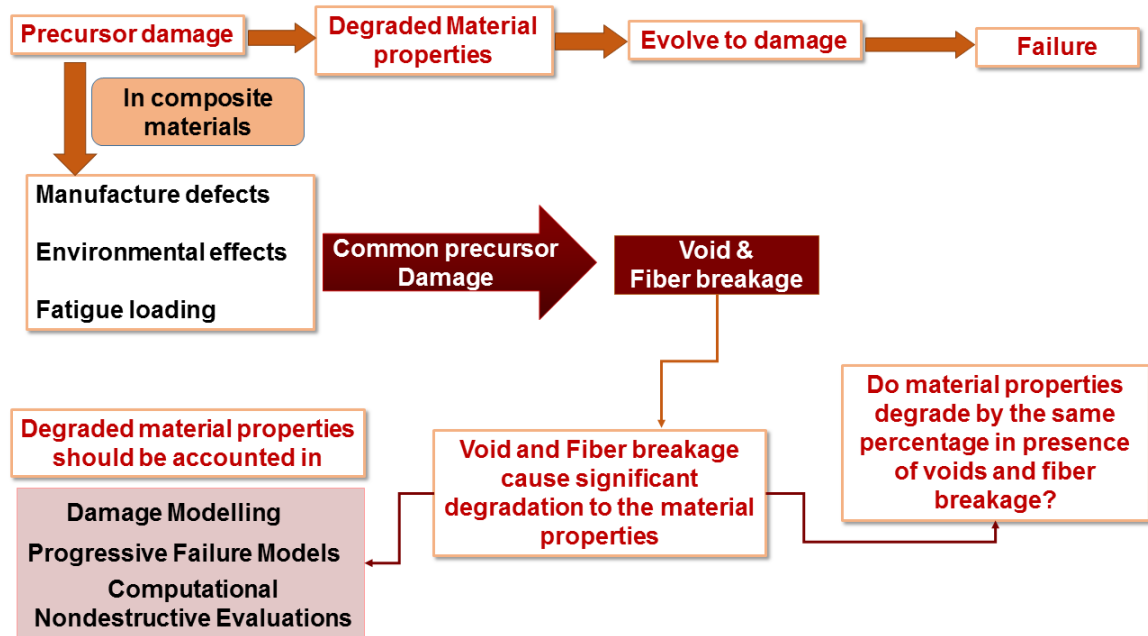 Precursor damage
Degraded Material
properties
Evolve to damage
Failure
In composite
materials
Manufacture defects
Environmental effects
Fatigue loading
Common precursor
Damage
Void &
Fiber breakage
Do material properties
degrade by the same
percentage in presence
of voids and fiber
breakage?
Degraded material properties
should be accounted in
Void and Fiber breakage
cause significant
degradation to the material
properties
Damage Modelling
Progressive Failure Models
Computational
Nondestructive Evaluations